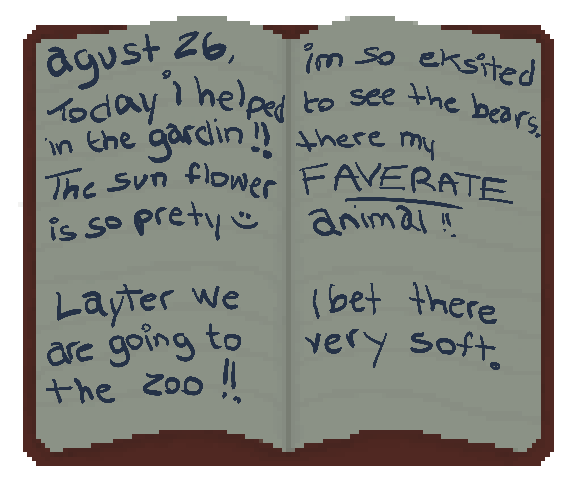 agust 26,
Today i helped
in the gardin!!
The sun flower
is so prety :)
Layter we
are going to
the zoo!!
im so eksited
to see the bears.
there my
FAVERATE
animal!!
I bet there
very soft.